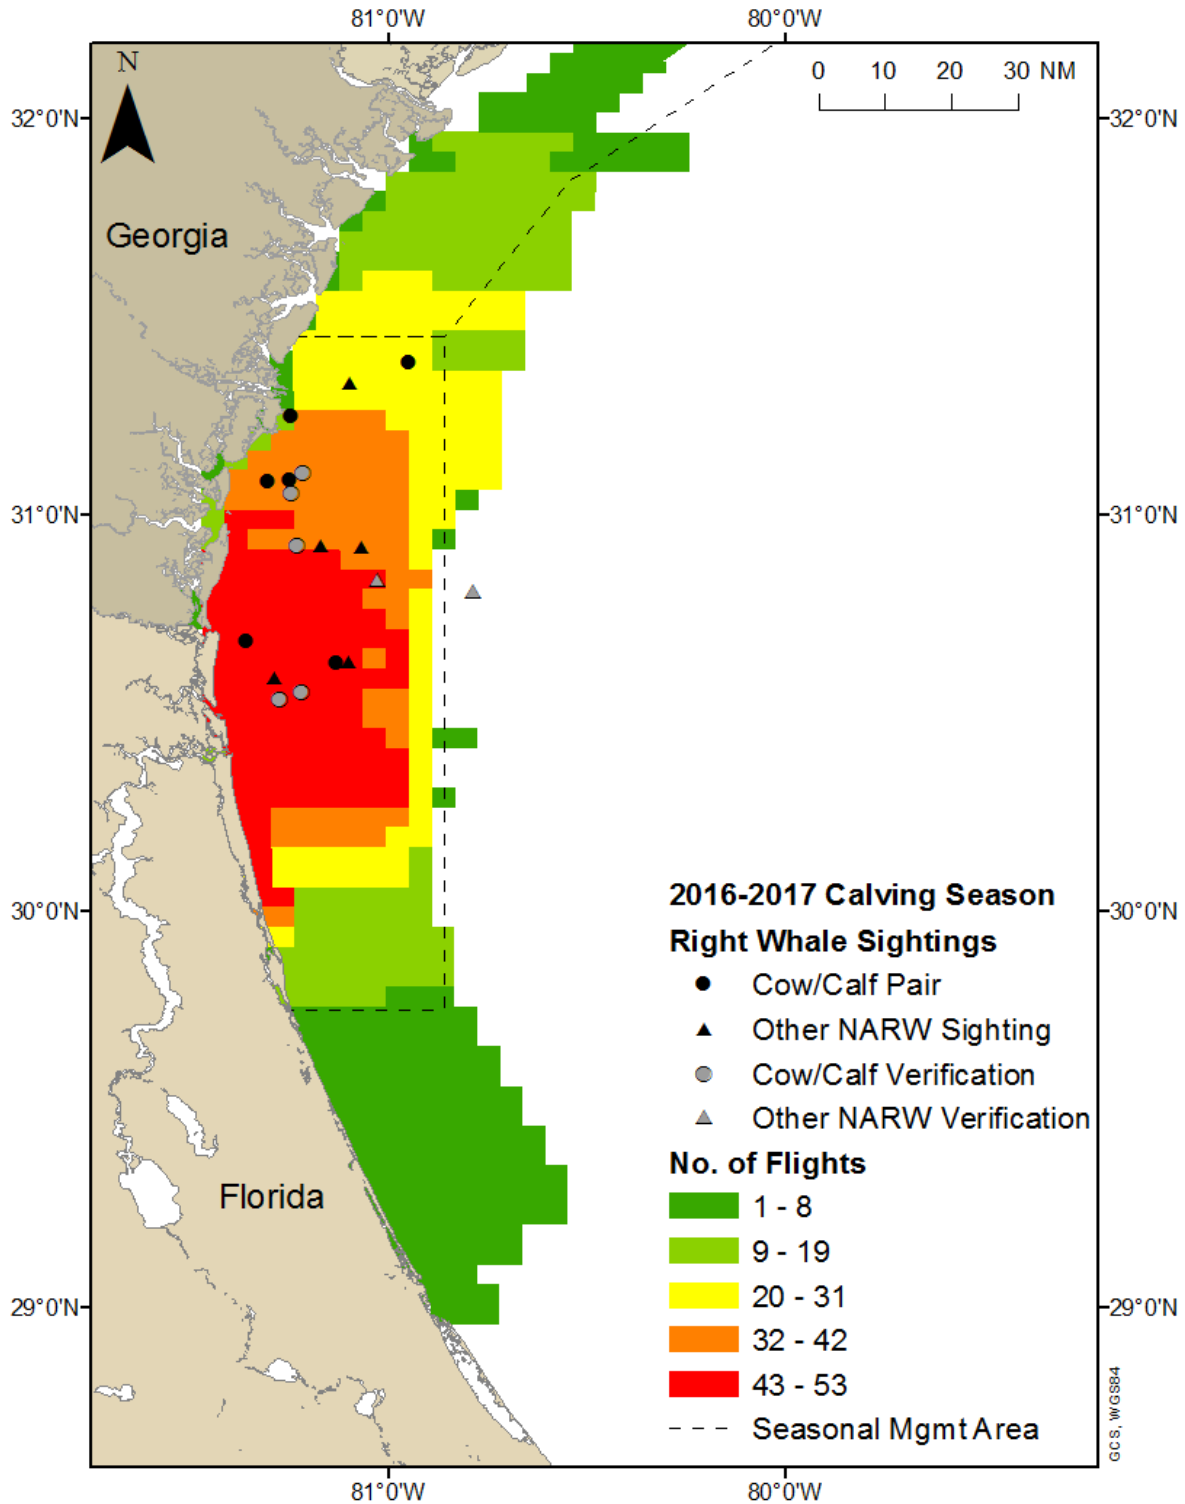 81°0'W 80°0'W
N
0 10 20 30 NM
32°0'N 32°0'N
Georgia
31°0'N 31°0'N
30°0'N 30°0'N
2016-2017 Calving Season
Right Whale Sightings
Cow/Calf Pair
Other NARW Sighting
Cow/Calf Verification
Other NARW Verification
No. of Flights
Florida
1 - 8
9 - 19
29°0'N 29°0'N
20 - 31
32 - 42
43 - 53
Seasonal Mgmt Area
GCS, WGS84
81°0'W 80°0'W